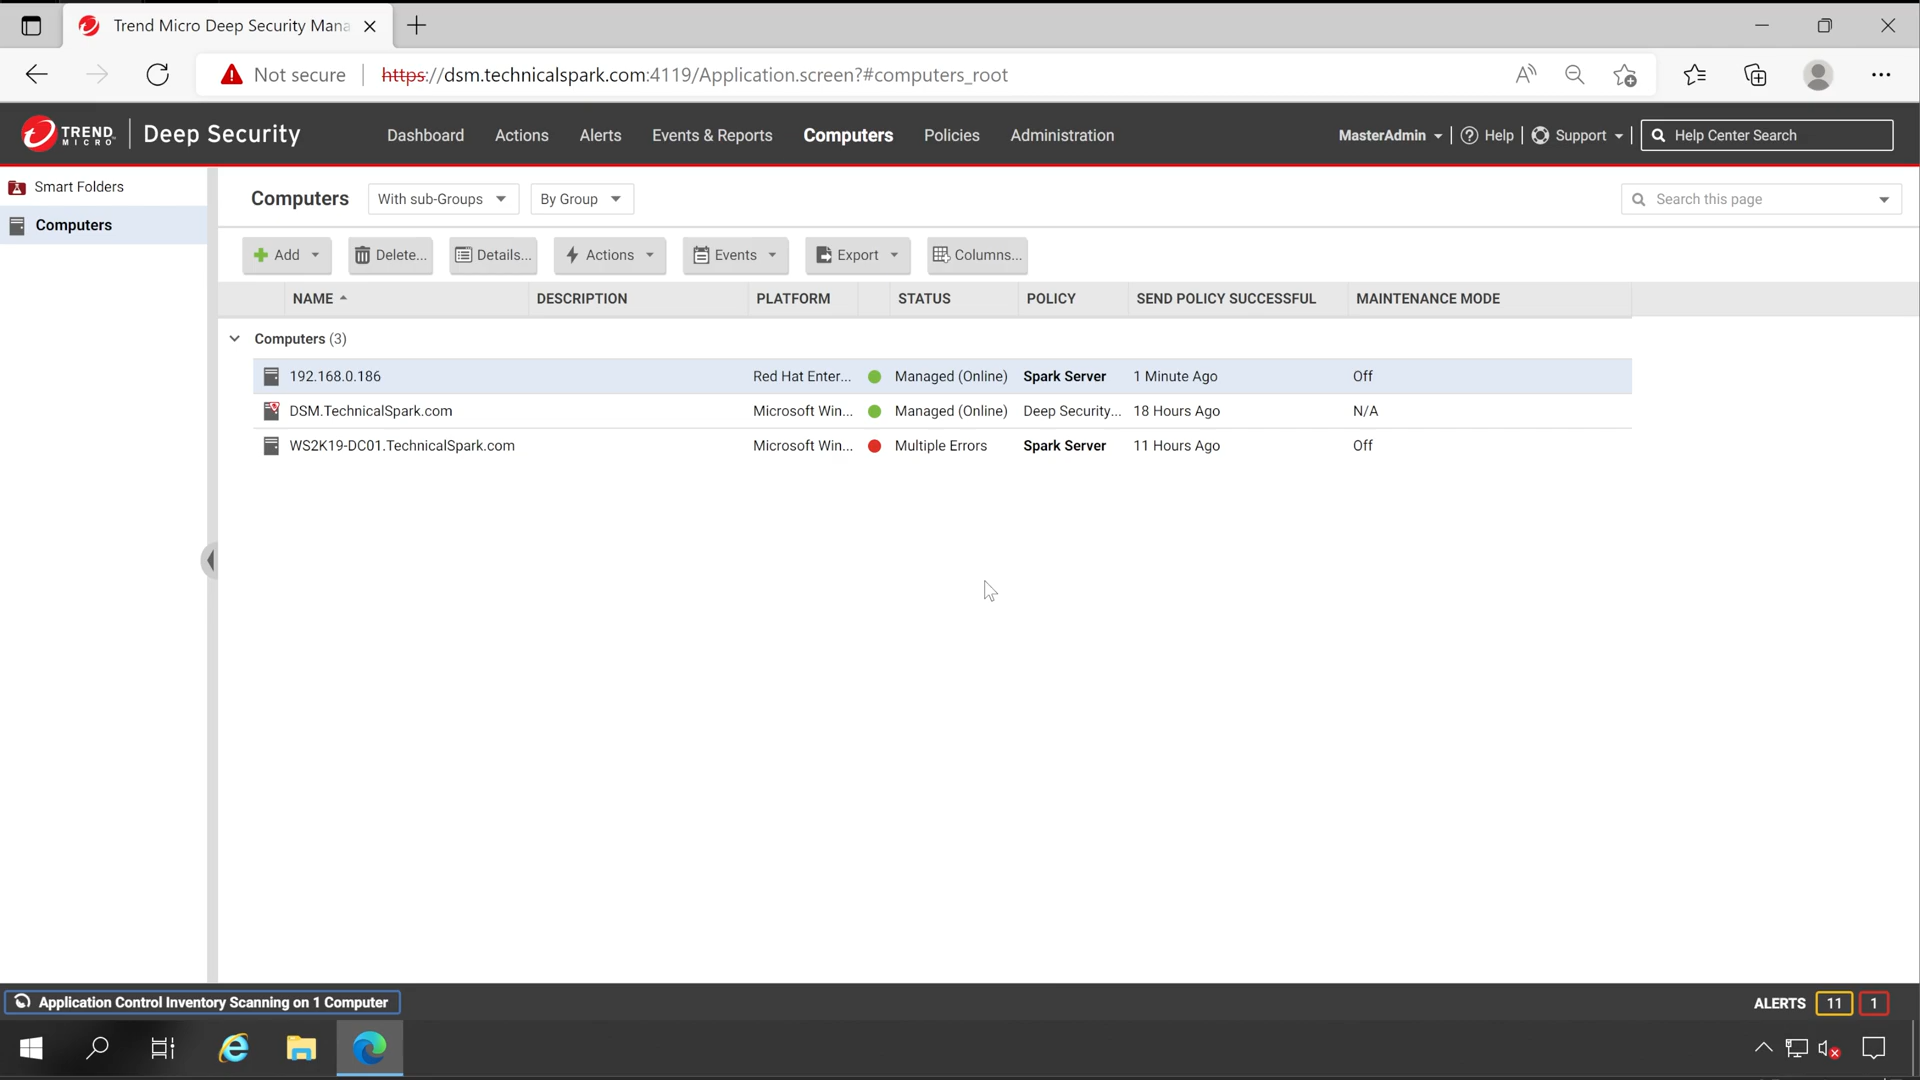 Trend Micro Deep Security Mana
Not secure
https://dsm.technicalspark.com:4119/Application.screen?#computers_root
TREND MICRO Deep Security Dashboard Actions Alerts Events & Reports Computers Policies Administration MasterAdmin Help Support Help Center Search
Smart Folders
Computers
Computers With sub-Groups By Group Search this page
Add Delete... Details... Actions Events Export Columns...
NAME DESCRIPTION PLATFORM STATUS POLICY SEND POLICY SUCCESSFUL MAINTENANCE MODE
Computers (3)
192.168.0.186 Red Hat Enter... Managed (Online) Spark Server 1 Minute Ago Off
DSM.TechnicalSpark.com Microsoft Win... Managed (Online) Deep Security... 18 Hours Ago N/A
WS2K19-DC01.TechnicalSpark.com Microsoft Win... Multiple Errors Spark Server 11 Hours Ago Off
Application Control Inventory Scanning on 1 Computer ALERTS 11 1